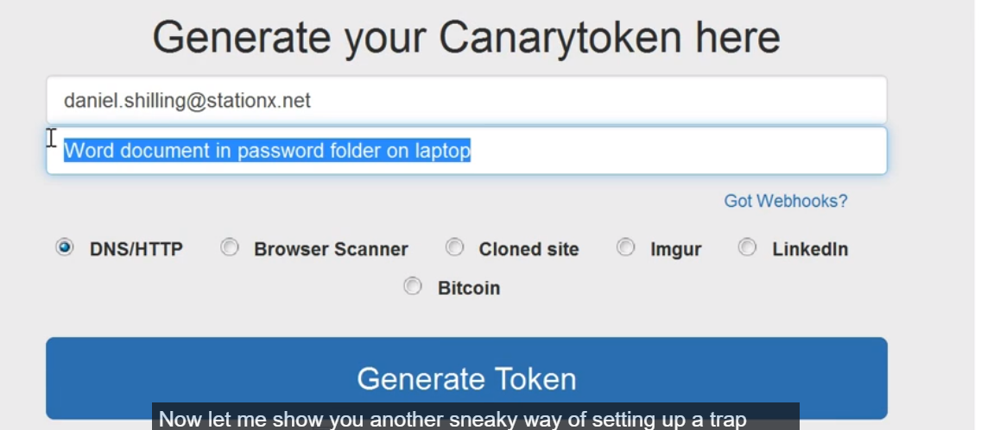 Generate your Canarytoken here
daniel.shilling@stationx.net
Word document in password folder on laptop
Got Webhooks?
DNS/HTTP Browser Scanner Cloned site Imgur LinkedIn
Bitcoin
Generate Token
Now let me show you another sneaky way of setting up a trap